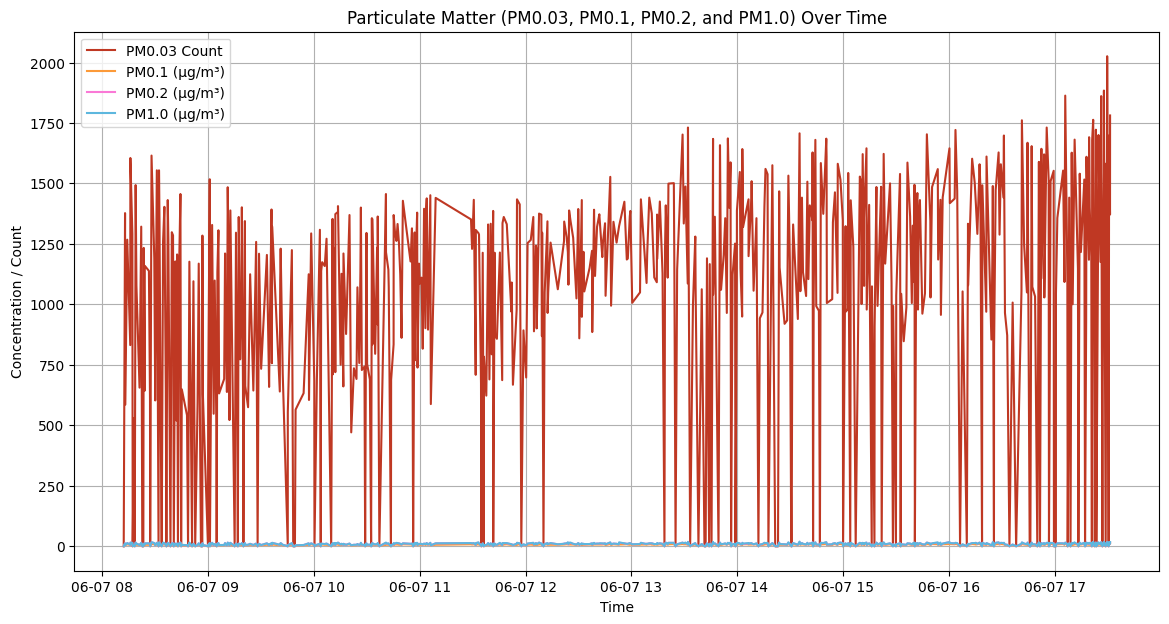 Particulate Matter (PM0.03, PM0.1, PM0.2, and PM1.0) Over Time
PM0.03 Count
PM0.1 (µg/m³)
PM0.2 (µg/m³)
PM1.0 (µg/m³)
Concentration / Count
2000
1750
1500
1250
1000
750
500
250
0
06-07 08
06-07 09
06-07 10
06-07 11
06-07 12
06-07 13
06-07 14
06-07 15
06-07 16
06-07 17
Time